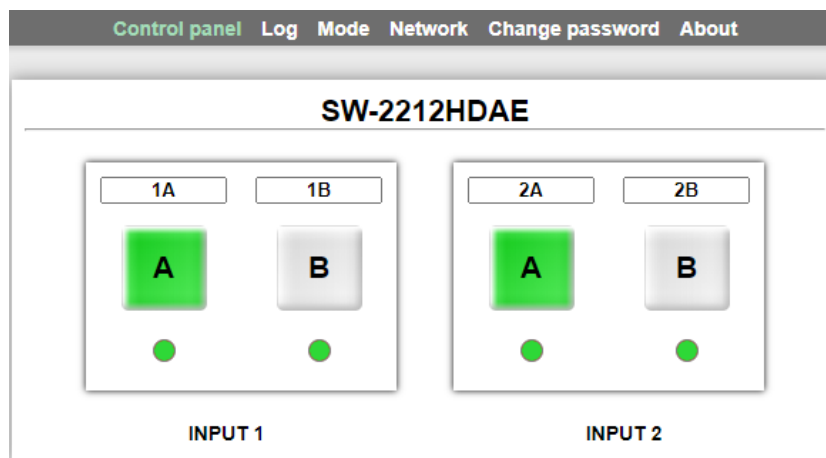 Control panel Log Mode Network Change password About
SW-2212HDAE
1A 1B 2A 2B
A B A B
INPUT 1 INPUT 2